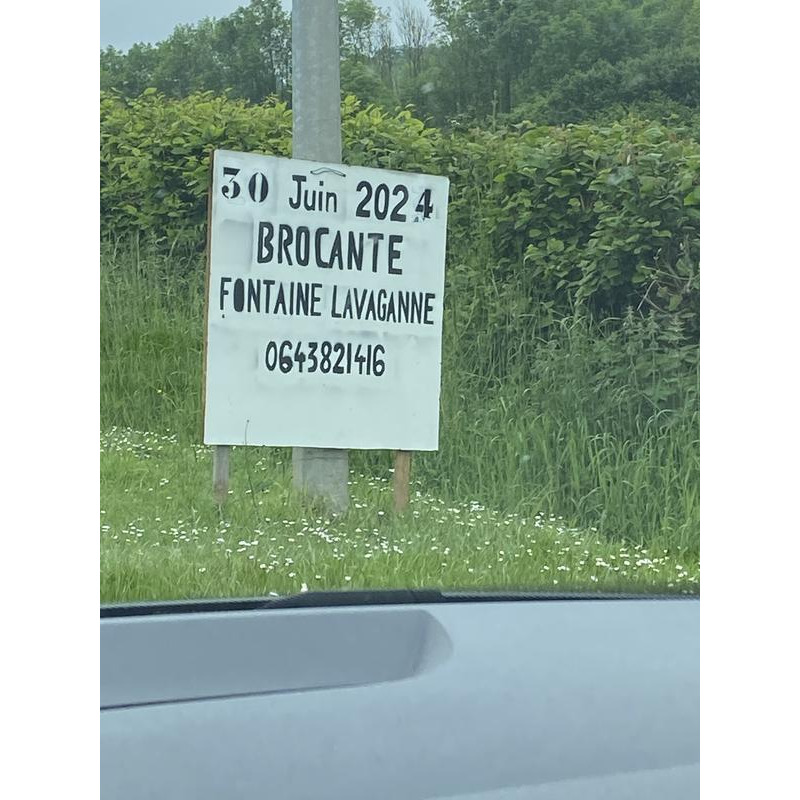 30 Juin 2024
BROCANTE
FONTAINE LAVAGANNE
0643821416